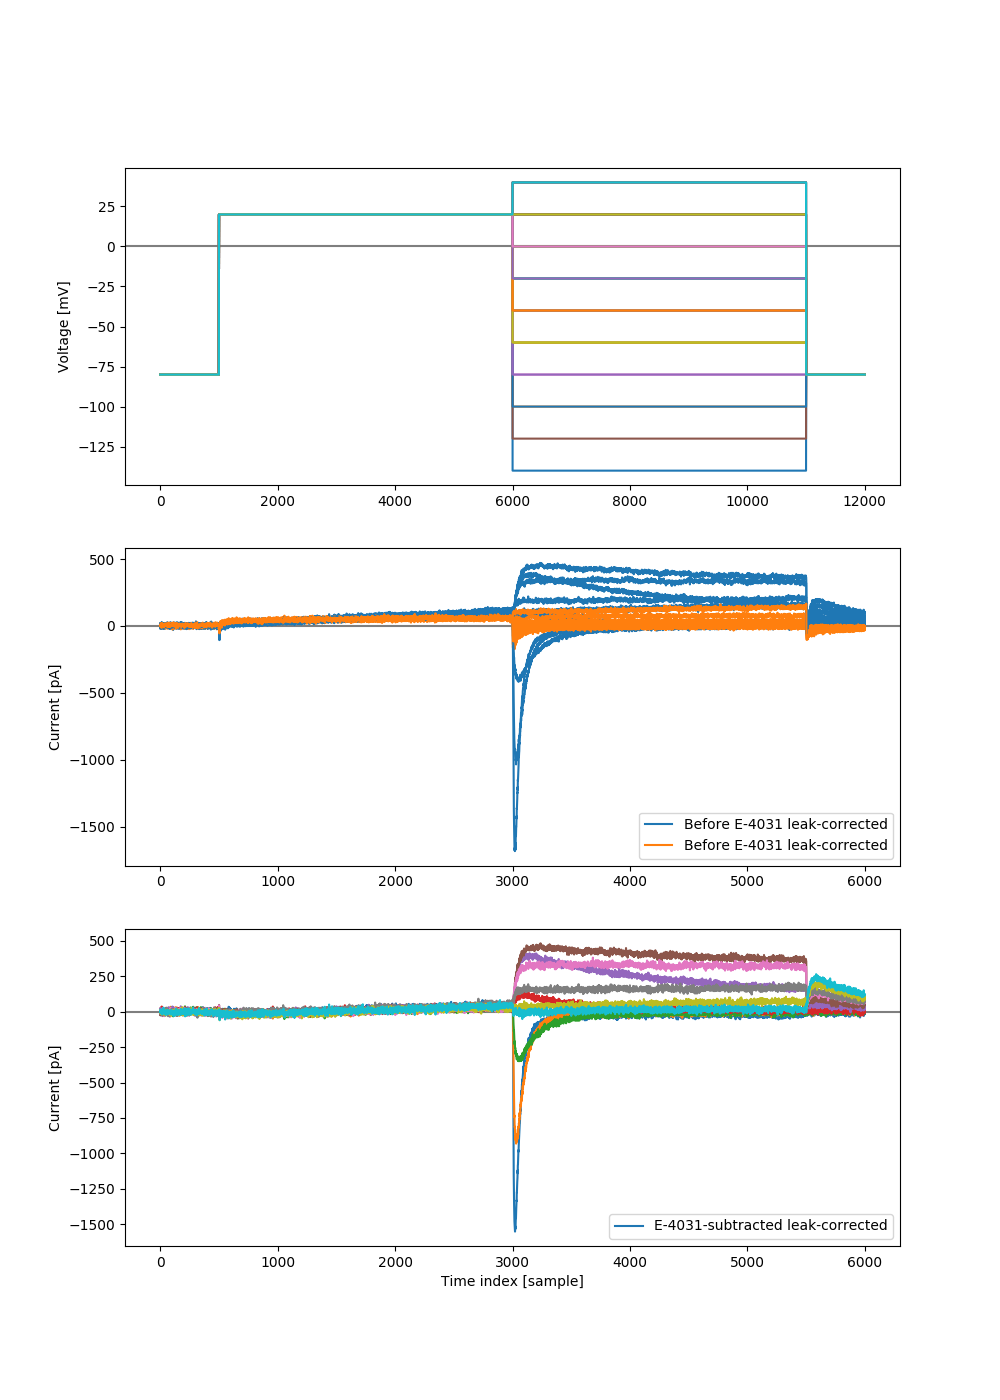 25
0
−25
−50
−75
−100
−125
Voltage [mV]
0 2000 4000 6000 8000 10000 12000
500
0
−500
−1000
−1500
Current [pA]
Before E-4031 leak-corrected
Before E-4031 leak-corrected
0 1000 2000 3000 4000 5000 6000
500
250
0
−250
−500
−750
−1000
−1250
−1500
Current [pA]
E-4031-subtracted leak-corrected
0 1000 2000 3000 4000 5000 6000
Time index [sample]